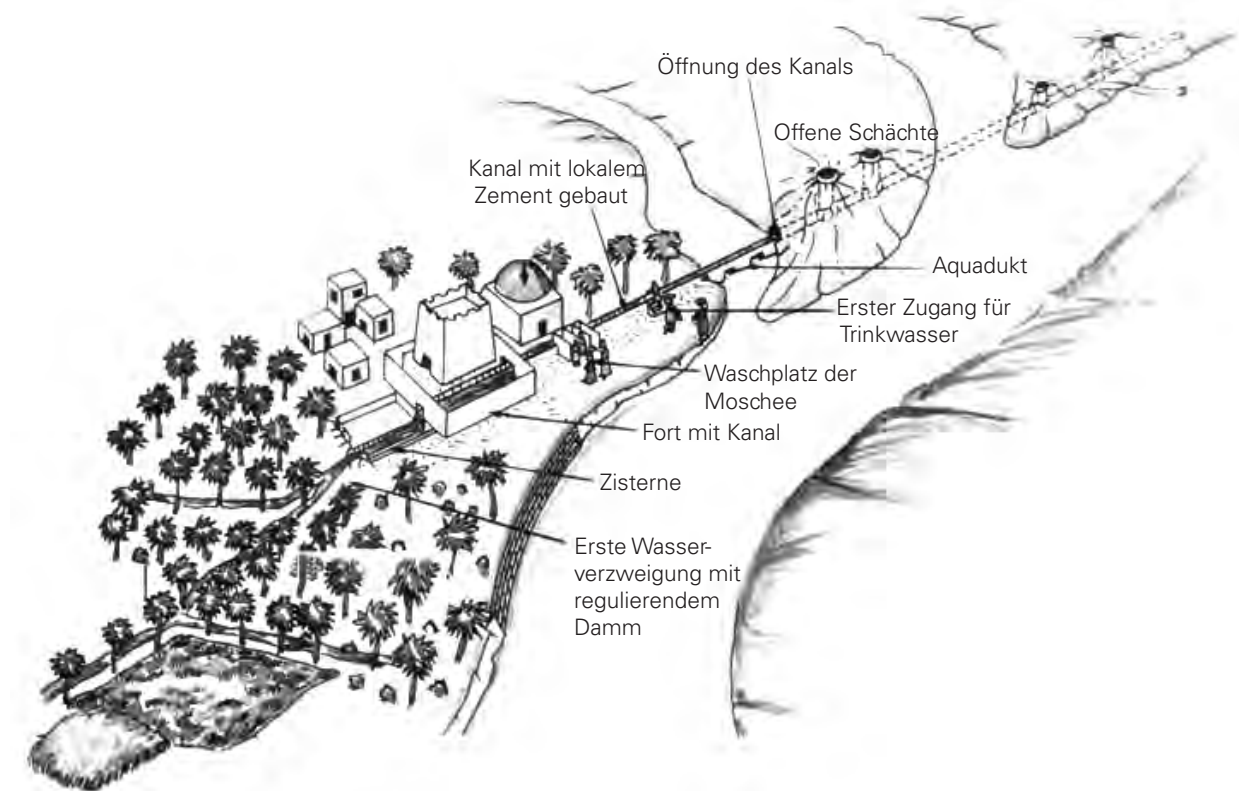 Öffnung des Kanals
Offene Schächte
Kanal mit lokalem
Zement gebaut
Aquadukt
Erster Zugang für
Trinkwasser
Waschplatz der
Moschee
Fort mit Kanal
Zisterne
Erste Wasser-
verzweigung mit
regulierendem
Damm